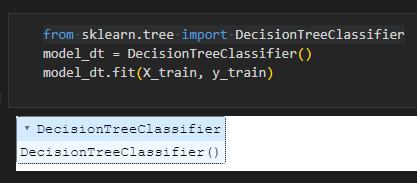 from sklearn.tree import DecisionTreeClassifier
model_dt = DecisionTreeClassifier()
model_dt.fit(X_train, y_train)
▾ DecisionTreeClassifier
DecisionTreeClassifier()